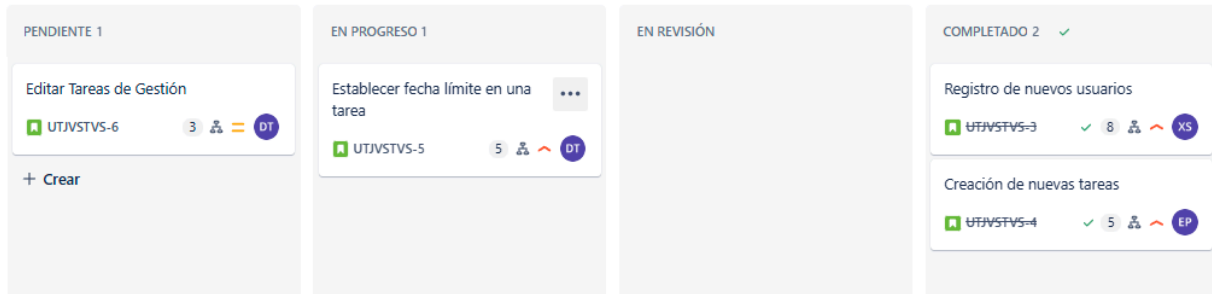 PENDIENTE 1
Editar Tareas de Gestión
UTJVSTVS-6 3 DT
+ Crear
EN PROGRESO 1
Establecer fecha límite en una
tarea
UTJVSTVS-5 5 DT
EN REVISIÓN
COMPLETADO 2
Registro de nuevos usuarios
UTJVSTVS-3 8 XS
Creación de nuevas tareas
UTJVSTVS-4 5 EP